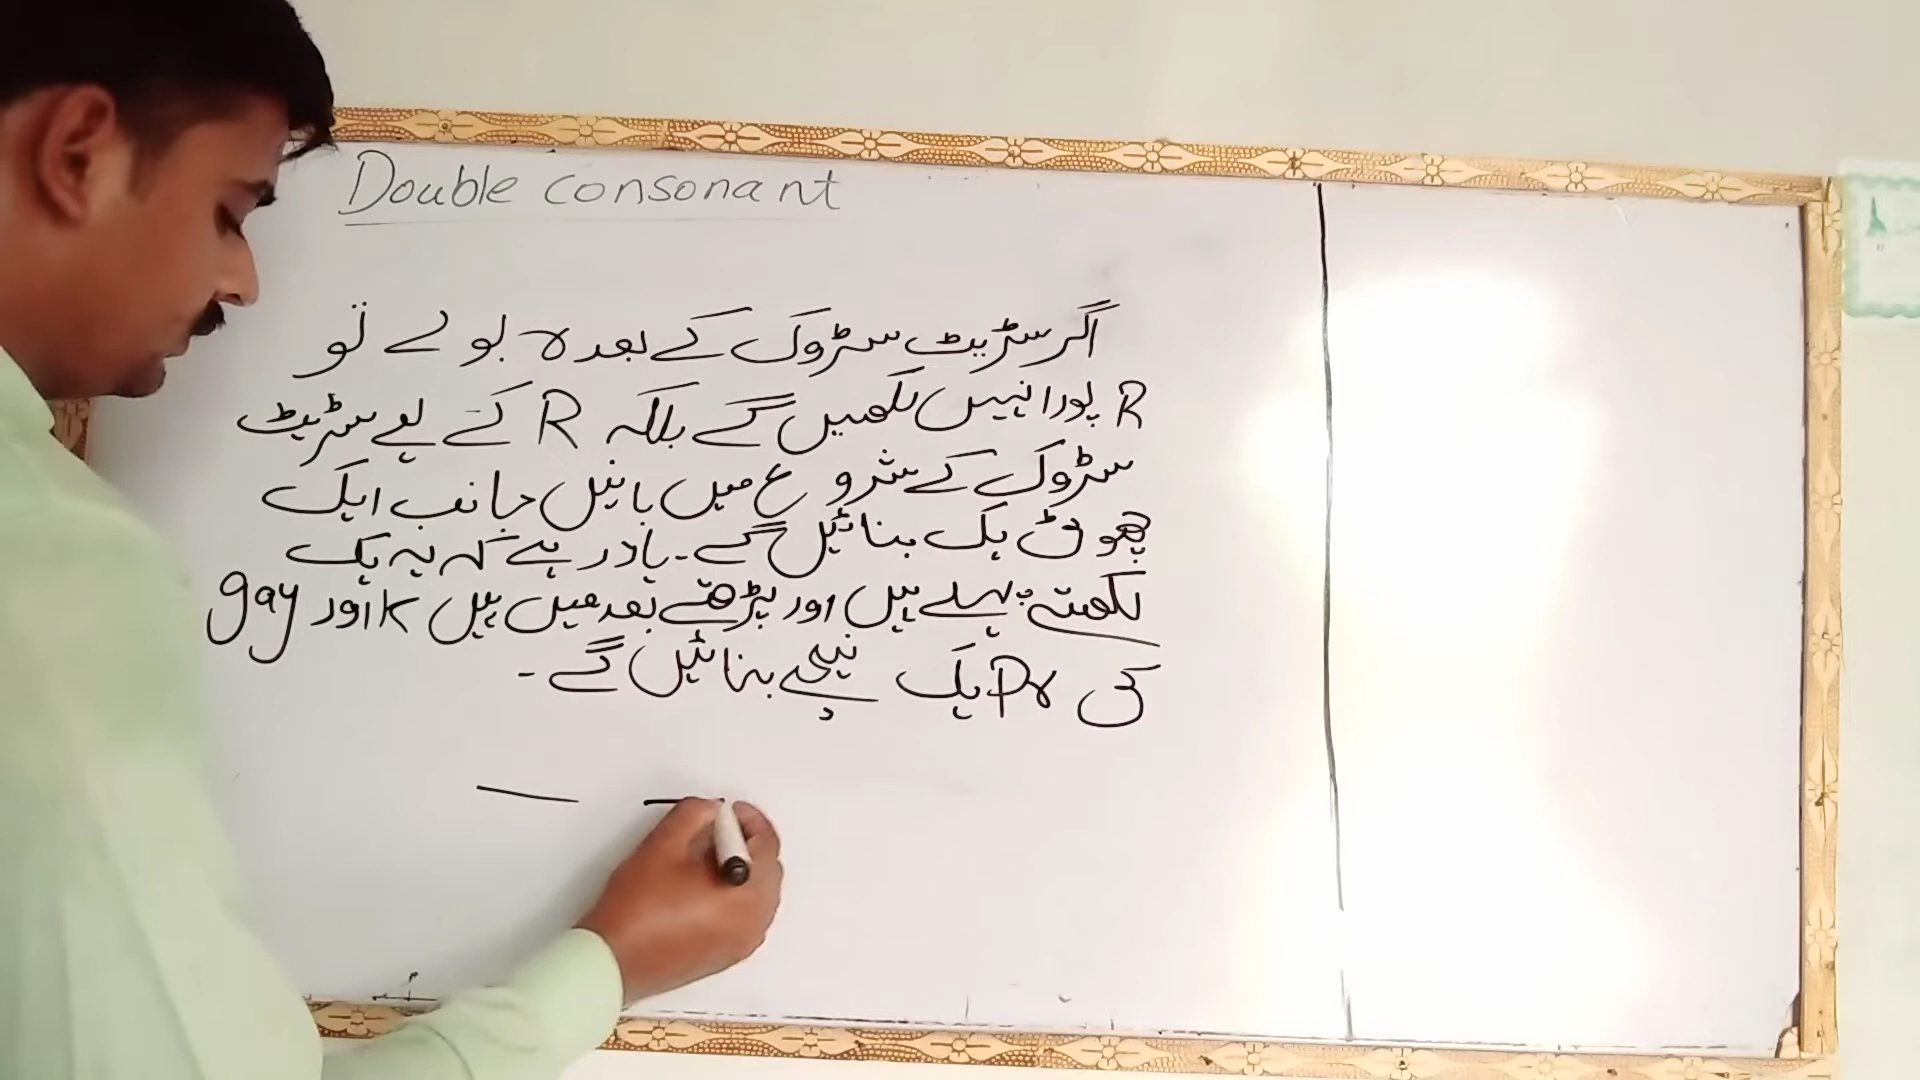 Double consonant
اگر سٹریٹ سٹروک کے بعد r بولے تو
R پورا نہیں لکھیں گے بلکہ R کے لیے سٹریٹ
سٹروک کے شروع میں بائیں جانب ایک
چھوٹی ہک بنائیں گے۔ یاد رہے کہ یہ ہک
لکھتے پہلے ہیں اور پڑھتے بعد میں ہیں k اور gay
کی Pr ہک نیچے بنائیں گے۔